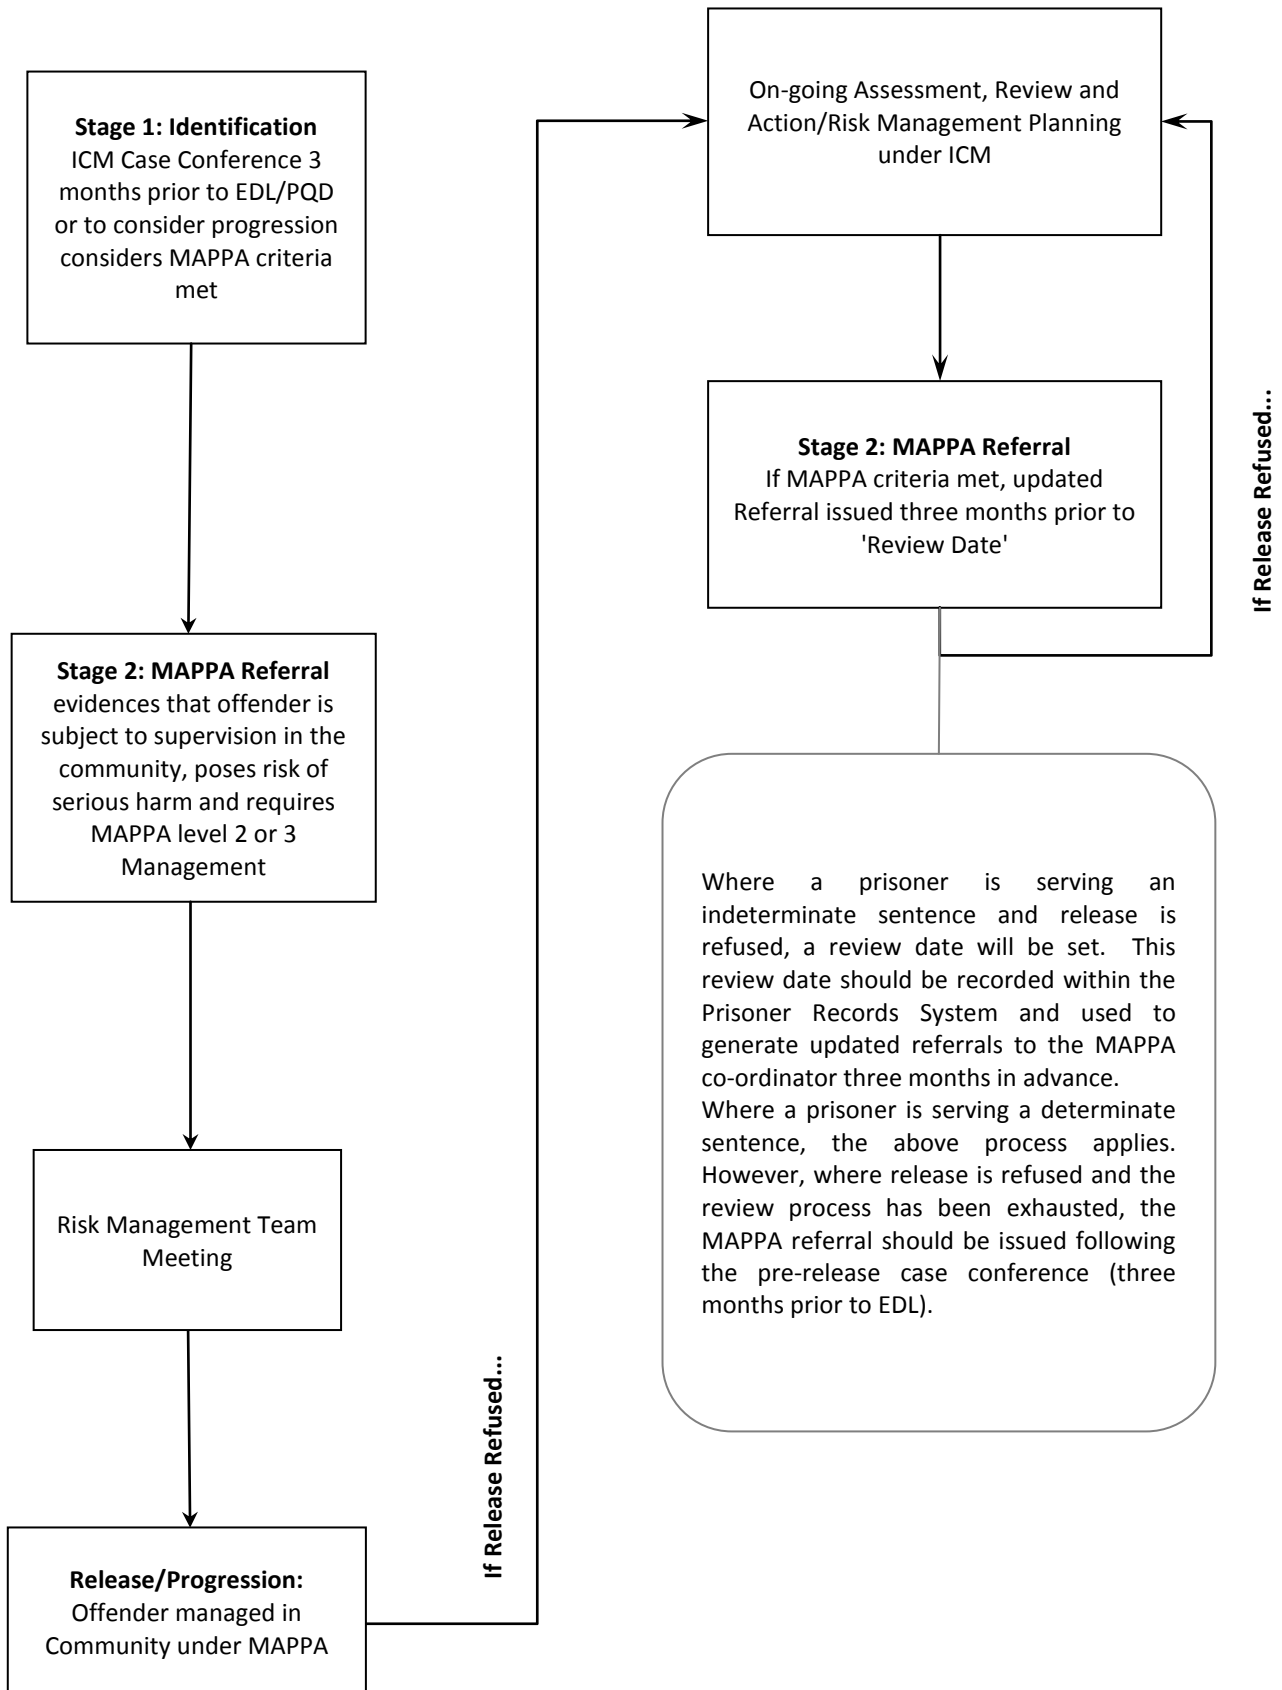 Stage 1: Identification
ICM Case Conference 3
months prior to EDL/PQD
or to consider progression
considers MAPPA criteria
met
Stage 2: MAPPA Referral
evidences that offender is
subject to supervision in the
community, poses risk of
serious harm and requires
MAPPA level 2 or 3
Management
Risk Management Team
Meeting
Release/Progression:
Offender managed in
Community under MAPPA
If Release Refused...
On-going Assessment, Review and
Action/Risk Management Planning
under ICM
Stage 2: MAPPA Referral
If MAPPA criteria met, updated
Referral issued three months prior to
'Review Date'
If Release Refused...
Where a prisoner is serving an
indeterminate sentence and release is
refused, a review date will be set. This
review date should be recorded within the
Prisoner Records System and used to
generate updated referrals to the MAPPA
co-ordinator three months in advance.
Where a prisoner is serving a determinate
sentence, the above process applies.
However, where release is refused and the
review process has been exhausted, the
MAPPA referral should be issued following
the pre-release case conference (three
months prior to EDL).